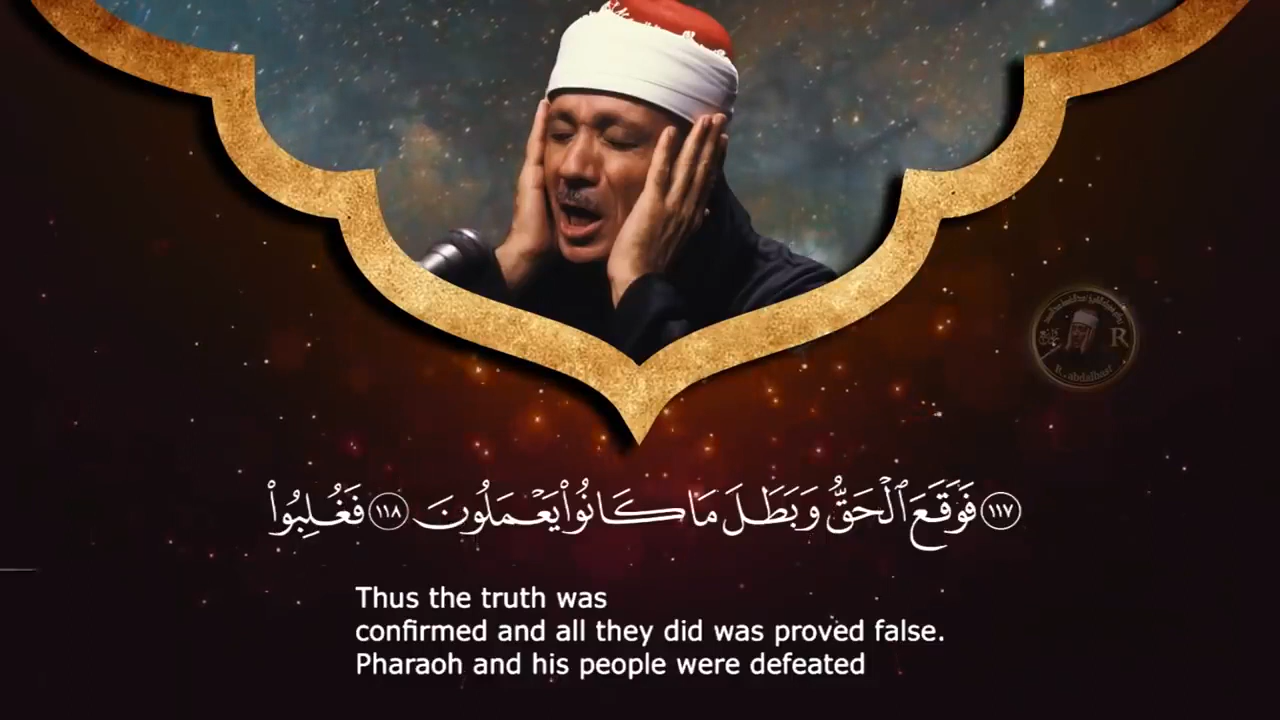 ١١٧ فَوَقَعَ ٱلْحَقُّ وَبَطَلَ مَا كَانُوا۟ يَعْمَلُونَ ١١٨ فَغُلِبُوا۟
Thus the truth was
confirmed and all they did was proved false.
Pharaoh and his people were defeated
R
R . abdalbast